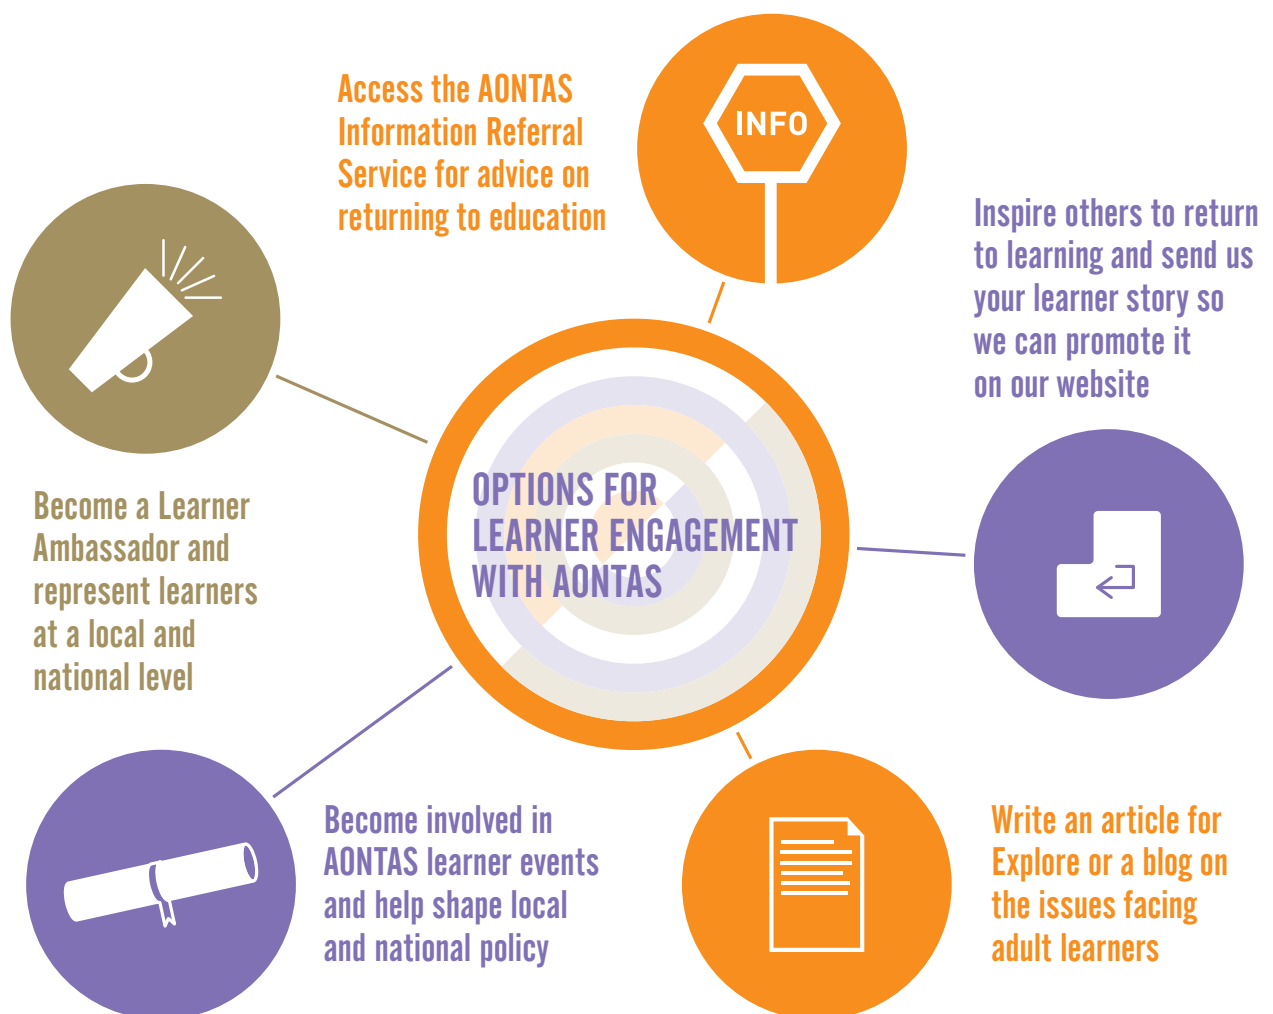 Access the AONTAS
Information Referral
Service for advice on
returning to education
INFO
Inspire others to return
to learning and send us
your learner story so
we can promote it
on our website
OPTIONS FOR
LEARNER ENGAGEMENT
WITH AONTAS
Become a Learner
Ambassador and
represent learners
at a local and
national level
Become involved in
AONTAS learner events
and help shape local
and national policy
Write an article for
Explore or a blog on
the issues facing
adult learners